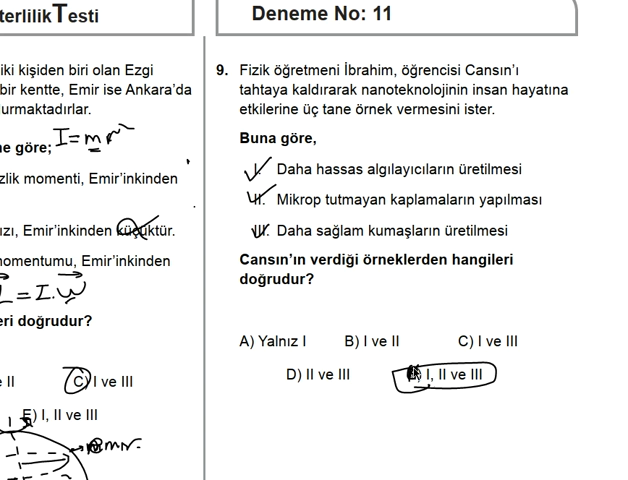 terlilikTesti
Deneme No: 11
iki kişiden biri olan Ezgi
bir kentte, Emir ise Ankara'da
urmaktadırlar.
e göre;
I = mr²
zlik momenti, Emir'inkinden
ızı, Emir'inkinden küçüktür.
momentumu, Emir'inkinden
L = I.w
eri doğrudur?
II
C) I ve III
E) I, II ve III
9. Fizik öğretmeni İbrahim, öğrencisi Cansın'ı
tahtaya kaldırarak nanoteknolojinin insan hayatına
etkilerine üç tane örnek vermesini ister.
Buna göre,
I. Daha hassas algılayıcıların üretilmesi
II. Mikrop tutmayan kaplamaların yapılması
III. Daha sağlam kumaşların üretilmesi
Cansın'ın verdiği örneklerden hangileri
doğrudur?
A) Yalnız I B) I ve II C) I ve III
D) II ve III E) I, II ve III